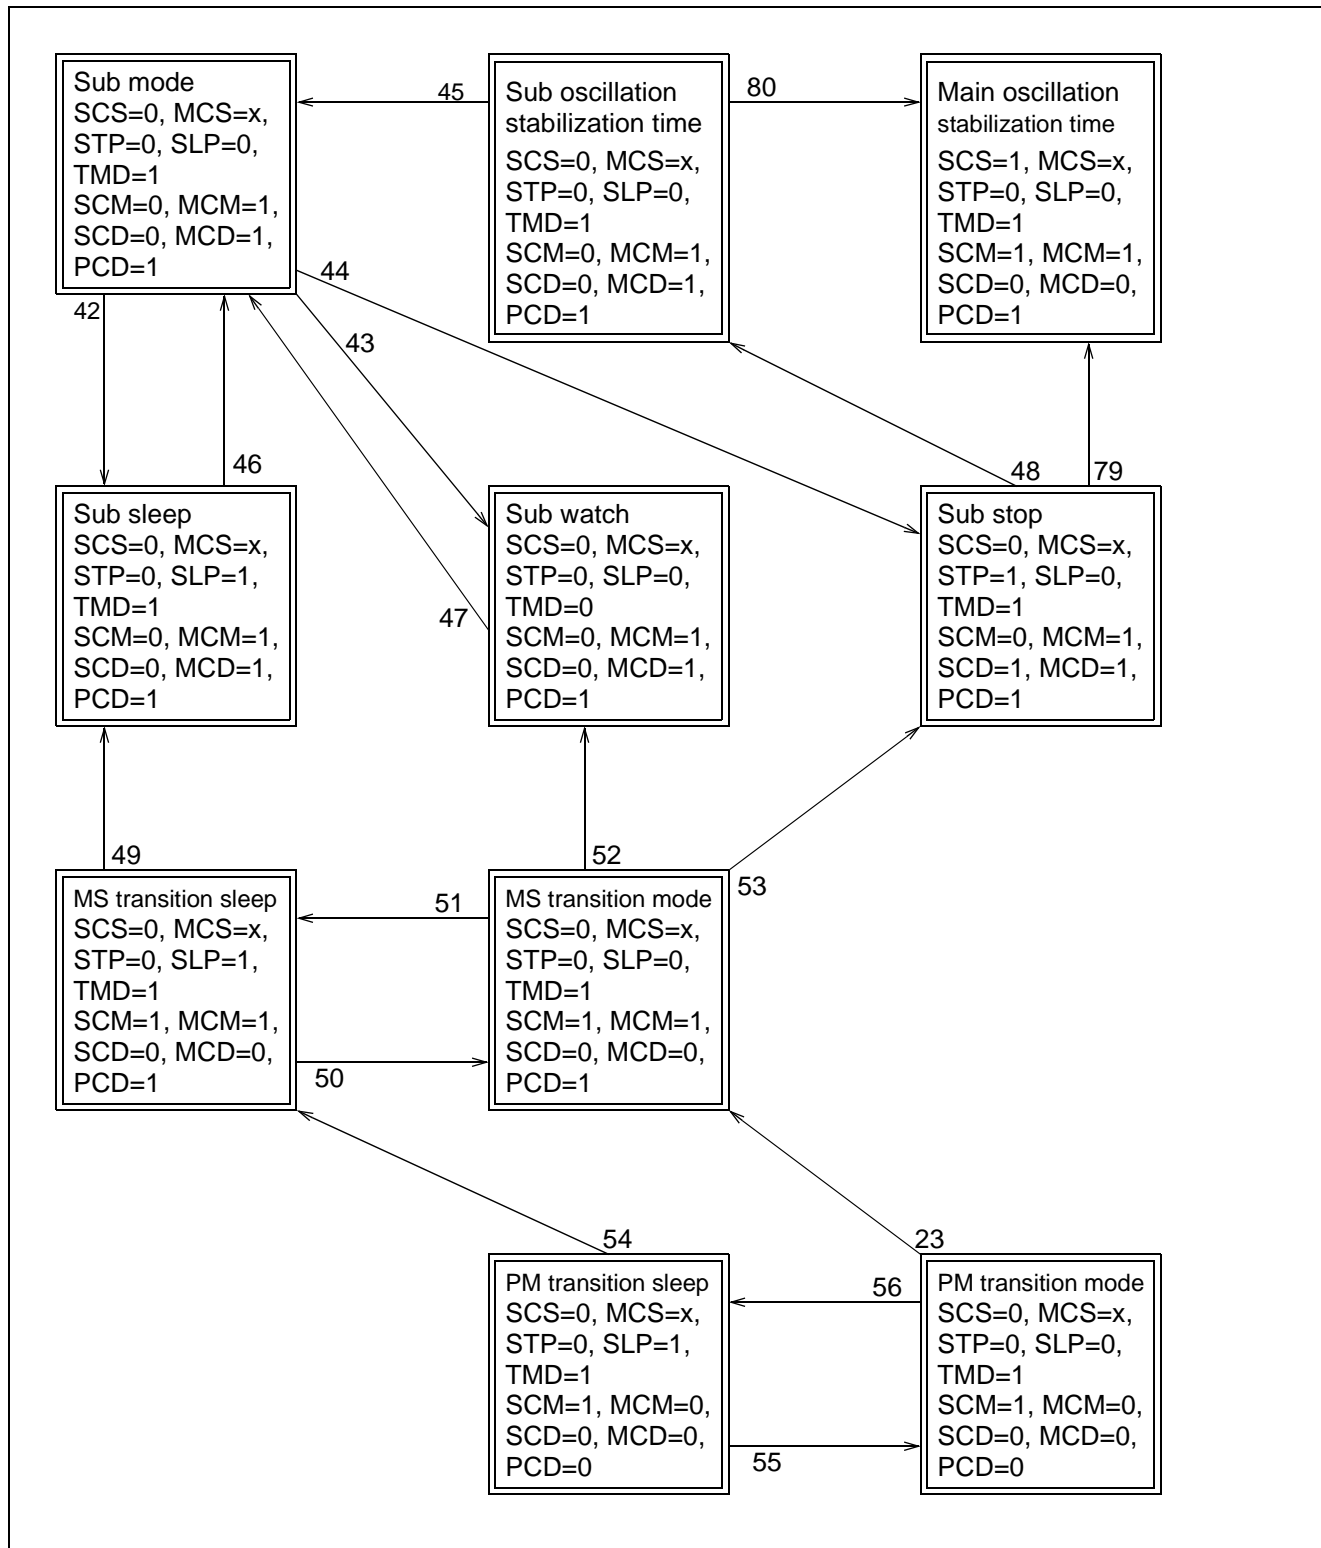 Sub mode
SCS=0, MCS=x,
STP=0, SLP=0,
TMD=1
SCM=0, MCM=1,
SCD=0, MCD=1,
PCD=1
45
Sub oscillation
stabilization time
SCS=0, MCS=x,
STP=0, SLP=0,
TMD=1
SCM=0, MCM=1,
SCD=0, MCD=1,
PCD=1
80
Main oscillation
stabilization time
SCS=1, MCS=x,
STP=0, SLP=0,
TMD=1
SCM=1, MCM=1,
SCD=0, MCD=0,
PCD=1
42
44
43
46
47
48
79
Sub sleep
SCS=0, MCS=x,
STP=0, SLP=1,
TMD=1
SCM=0, MCM=1,
SCD=0, MCD=1,
PCD=1
Sub watch
SCS=0, MCS=x,
STP=0, SLP=0,
TMD=0
SCM=0, MCM=1,
SCD=0, MCD=1,
PCD=1
Sub stop
SCS=0, MCS=x,
STP=1, SLP=0,
TMD=1
SCM=0, MCM=1,
SCD=1, MCD=1,
PCD=1
49
52
53
MS transition sleep
SCS=0, MCS=x,
STP=0, SLP=1,
TMD=1
SCM=1, MCM=1,
SCD=0, MCD=0,
PCD=1
51
50
MS transition mode
SCS=0, MCS=x,
STP=0, SLP=0,
TMD=1
SCM=1, MCM=1,
SCD=0, MCD=0,
PCD=1
54
23
PM transition sleep
SCS=0, MCS=x,
STP=0, SLP=1,
TMD=1
SCM=1, MCM=0,
SCD=0, MCD=0,
PCD=0
56
55
PM transition mode
SCS=0, MCS=x,
STP=0, SLP=0,
TMD=1
SCM=1, MCM=0,
SCD=0, MCD=0,
PCD=0